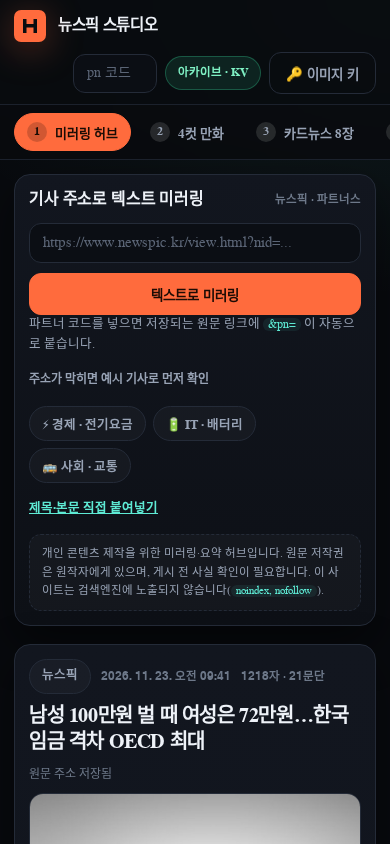 H 뉴스픽 스튜디오
pn 코드 아카이브 · KV 🔑 이미지 키
1 미러링 허브 2 4컷 만화 3 카드뉴스 8장
기사 주소로 텍스트 미러링 뉴스픽 · 파트너스
https://www.newspic.kr/view.html?nid=...
텍스트로 미러링
파트너 코드를 넣으면 저장되는 원문 링크에 &pn= 이 자동으
로 붙습니다.
주소가 막히면 예시 기사로 먼저 확인
⚡ 경제 · 전기요금 🔋 IT · 배터리
🚌 사회 · 교통
제목·본문 직접 붙여넣기
개인 콘텐츠 제작을 위한 미러링·요약 허브입니다. 원문 저작권
은 원작자에게 있으며, 게시 전 사실 확인이 필요합니다. 이 사
이트는 검색엔진에 노출되지 않습니다( noindex, nofollow ).
뉴스픽 2026. 11. 23. 오전 09:41 1218자 · 21문단
남성 100만원 벌 때 여성은 72만원…한국
임금 격차 OECD 최대
원문 주소 저장됨